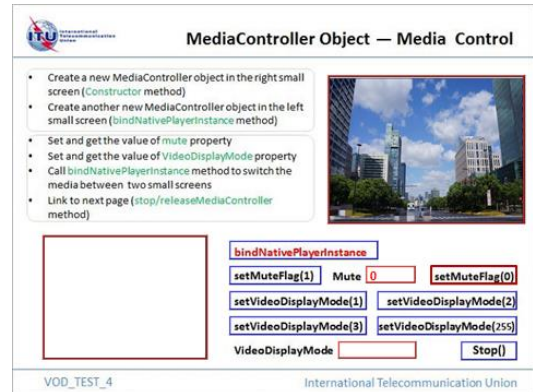 ITU International
Telecommunication
Union
MediaController Object — Media Control
• Create a new MediaController object in the right small
screen (Constructor method)
• Create another new MediaController object in the left
small screen (bindNativePlayerInstance method)
• Set and get the value of mute property
• Set and get the value of VideoDisplayMode property
• Call bindNativePlayerInstance method to switch the
media between two small screens
• Link to next page (stop/releaseMediaController
method)
bindNativePlayerInstance
setMuteFlag(1) Mute 0 setMuteFlag(0)
setVideoDisplayMode(1) setVideoDisplayMode(2)
setVideoDisplayMode(3) setVideoDisplayMode(255)
VideoDisplayMode Stop()
VOD_TEST_4 International Telecommunication Union